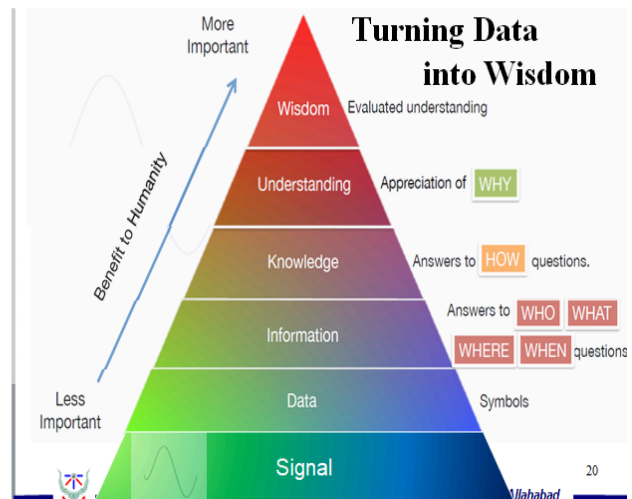 Turning Data
into Wisdom
More
Important
Benefit to Humanity
Less
Important
Wisdom
Evaluated understanding
Understanding
Appreciation of WHY
Knowledge
Answers to HOW questions.
Information
Answers to WHO WHAT
WHERE WHEN questions
Data
Symbols
Signal
20
Allahabad